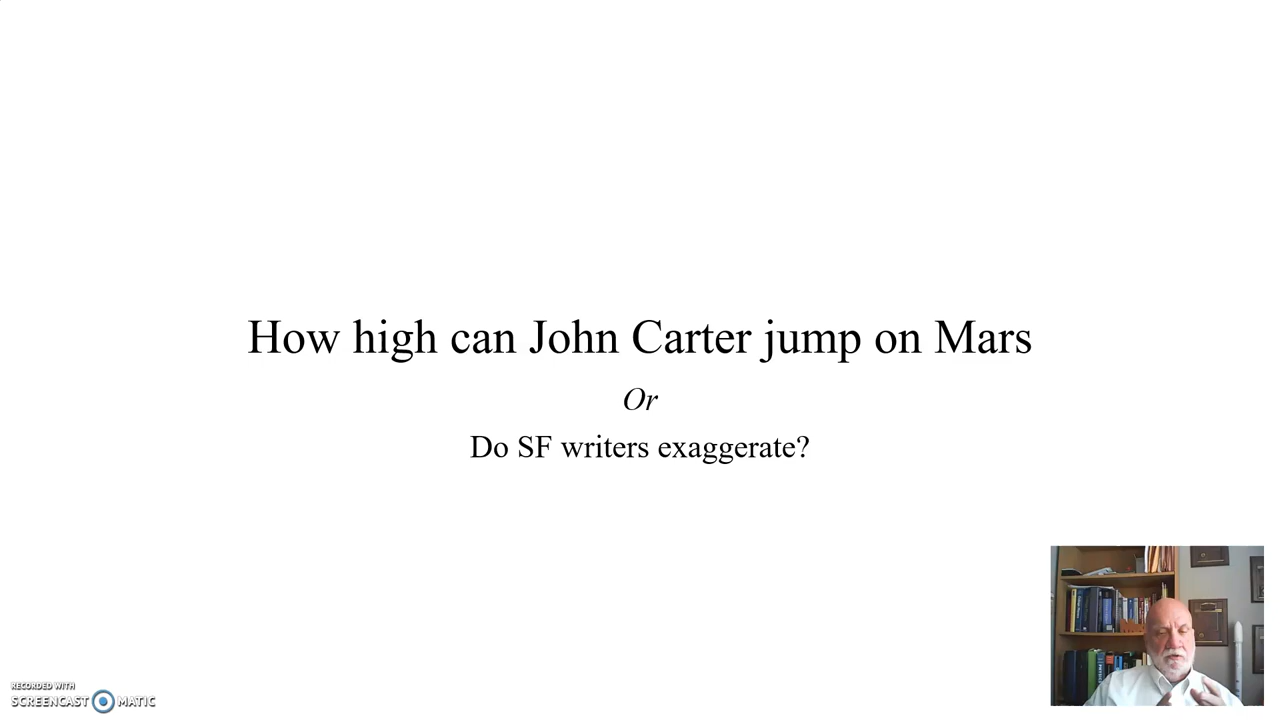 How high can John Carter jump on Mars
Or
Do SF writers exaggerate?
RECORDED WITH
SCREENCAST MATIC